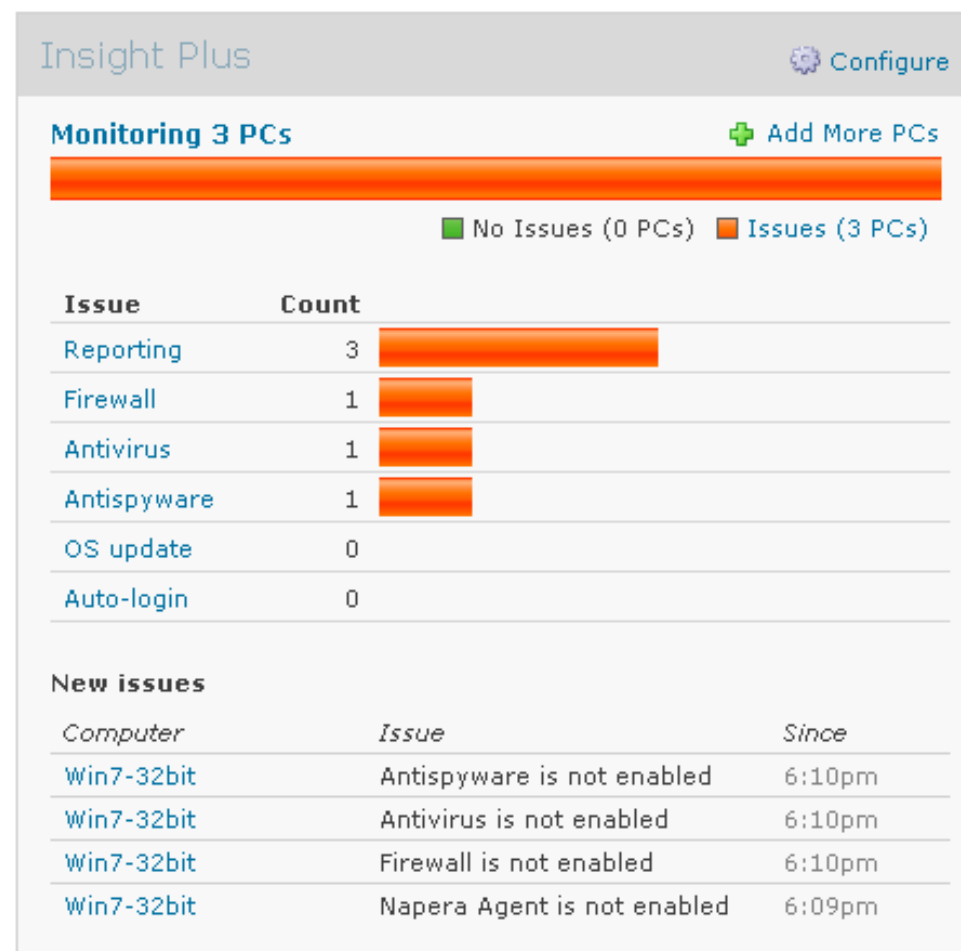 Insight Plus Configure
Monitoring 3 PCs Add More PCs
No Issues (0 PCs) Issues (3 PCs)
Issue Count
Reporting 3
Firewall 1
Antivirus 1
Antispyware 1
OS update 0
Auto-login 0
New issues
Computer Issue Since
Win7-32bit Antispyware is not enabled 6:10pm
Win7-32bit Antivirus is not enabled 6:10pm
Win7-32bit Firewall is not enabled 6:10pm
Win7-32bit Napera Agent is not enabled 6:09pm